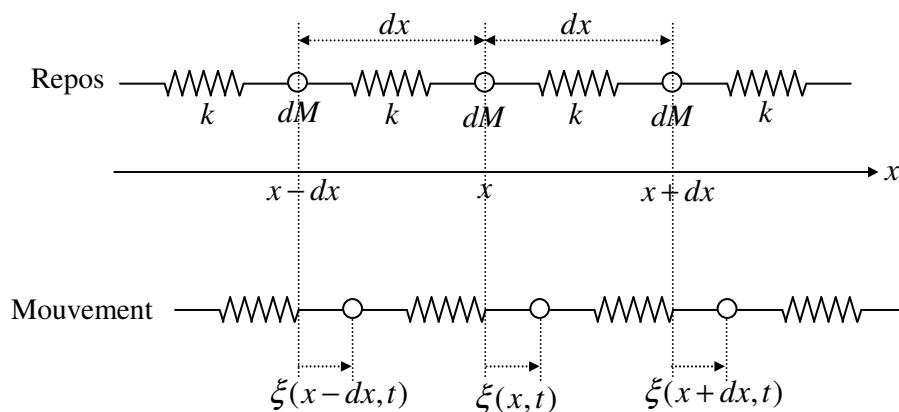 dx dx
Repos
k dM k dM k dM k
x
x − dx x x + dx
Mouvement
ξ(x − dx, t) ξ(x, t) ξ(x + dx, t)